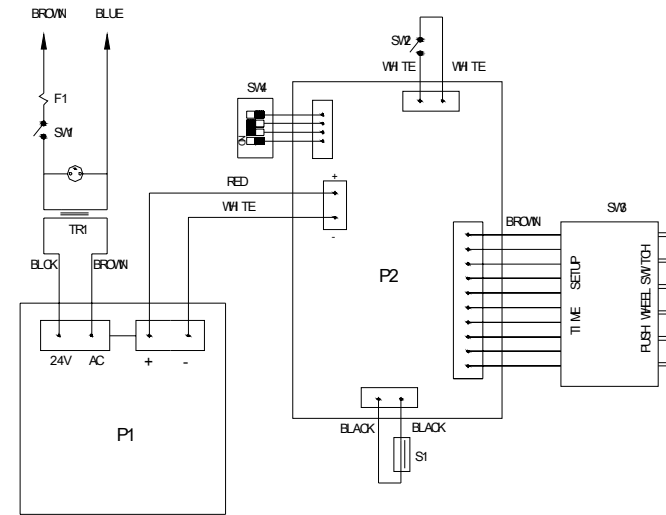 BROWN BLUE
F1
SW1
TR1
BLCK BROWN
24V AC + -
P1
SW4
ON
RED
WHITE
+
-
SW2
WHITE WHITE
P2
BROWN
SW3
TIME SETUP
PUSH WHEEL SWITCH
BLACK BLACK
S1